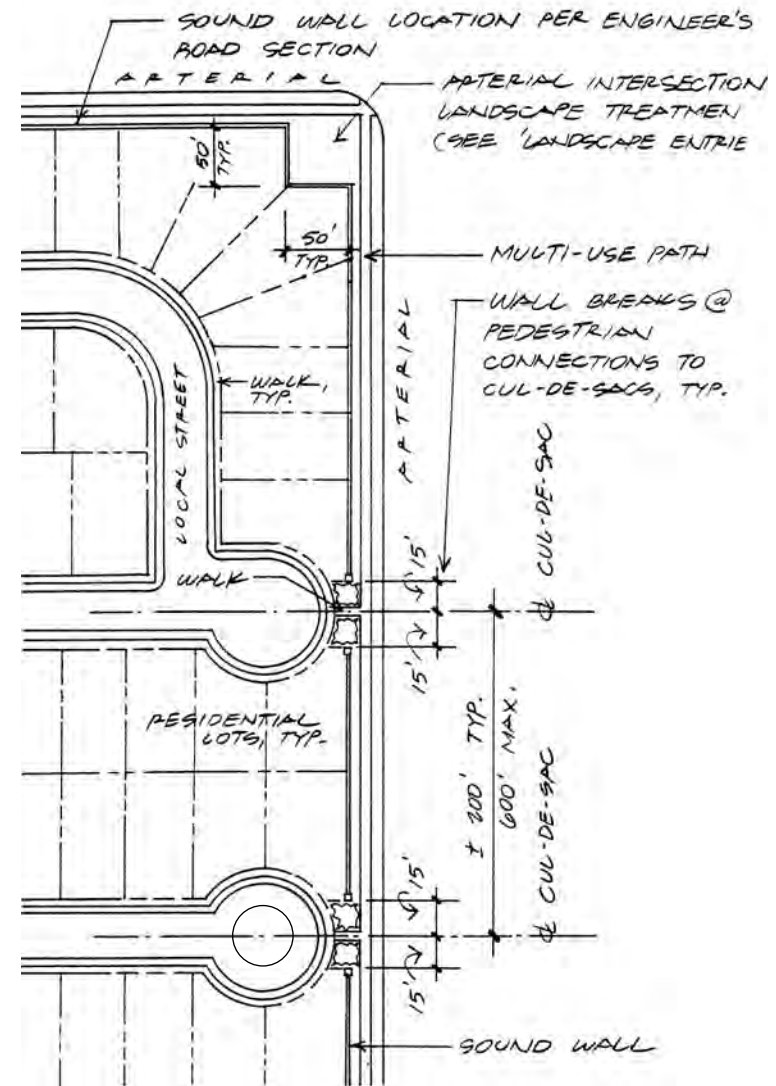 SOUND WALL LOCATION PER ENGINEER'S
ROAD SECTION
ARTERIAL
ARTERIAL INTERSECTION
LANDSCAPE TREATMEN
(SEE 'LANDSCAPE ENTRIE
50'
TYP.
50'
TYP.
MULTI-USE PATH
WALL BREAKS @
PEDESTRIAN
CONNECTIONS TO
CUL-DE-SACS, TYP.
ARTERIAL
WALK,
TYP.
LOCAL STREET
WALK
15'
15'
℄ CUL-DE-SAC
RESIDENTIAL
LOTS, TYP.
± 200' TYP.
600' MAX.
℄ CUL-DE-SAC
15'
15'
SOUND WALL